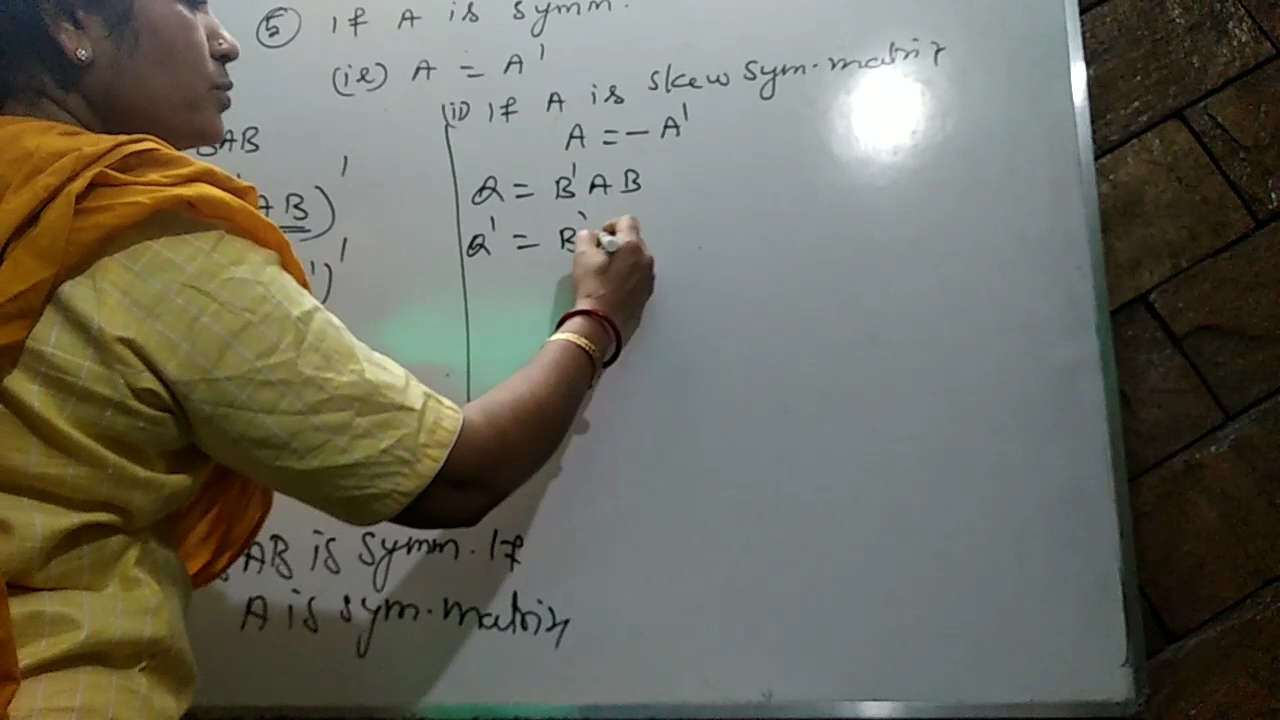 ⑤ If A is symm.
(ie) A = A'
AB
AB)'
')'
AB is symm. If
A is sym. matrix
(ii) If A is skew sym. matrix
A = - A'
Q = B'AB
Q' = B'